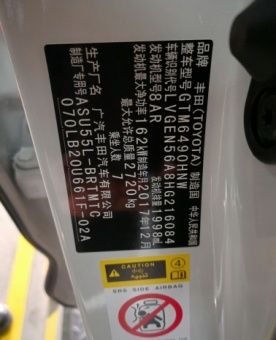 品牌 丰田(TOYOTA) 制造国 中华人民共和国
整车型号 GTM6490HW
车辆识别代号 LVGEN56A8HG216084
发动机型号 8AR 发动机排量 1998mL
发动机最大净功率 162kW 制造年月 2017年12月
最大允许总质量 2720kg
乘坐人数 7
生产厂名 广汽丰田汽车有限公司
制造厂专用号 ASU55L-BRTMTC
070LB20U661F-02A
CAUTION
④
SRS SIDE AIRBAG